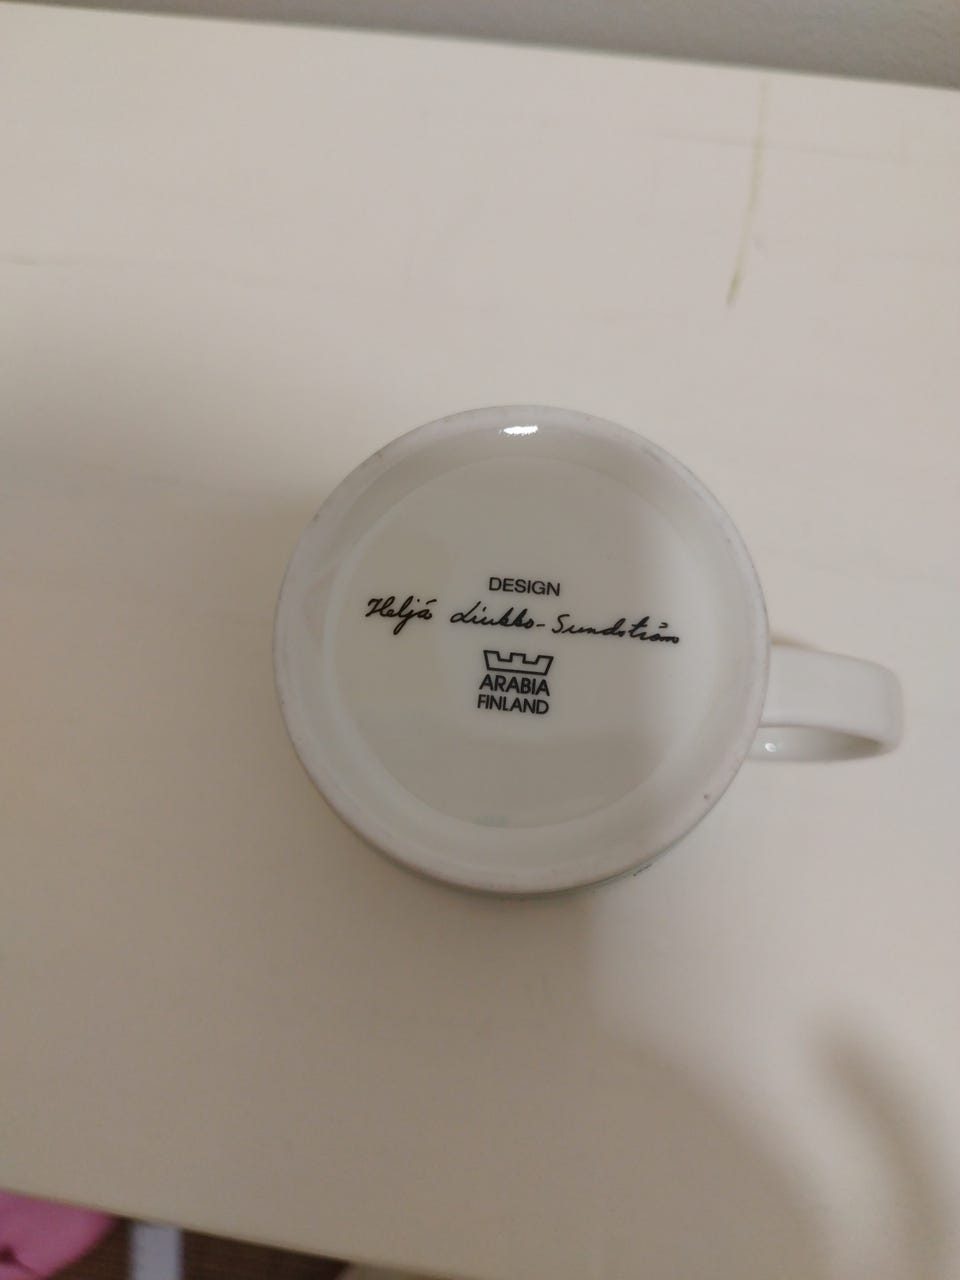 DESIGN
Heljä Liukko-Sundström
ARABIA
FINLAND